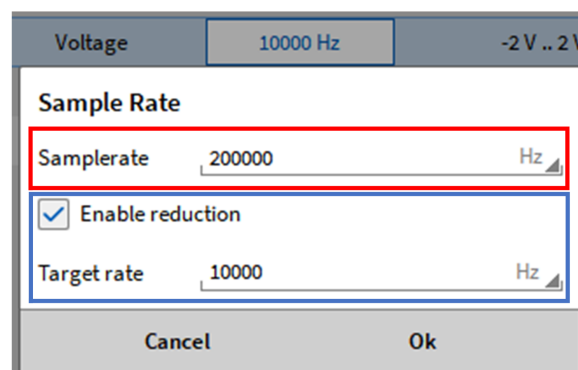 Voltage 10000 Hz -2 V .. 2 V
Sample Rate
Samplerate 200000 Hz
Enable reduction
Target rate 10000 Hz
Cancel Ok